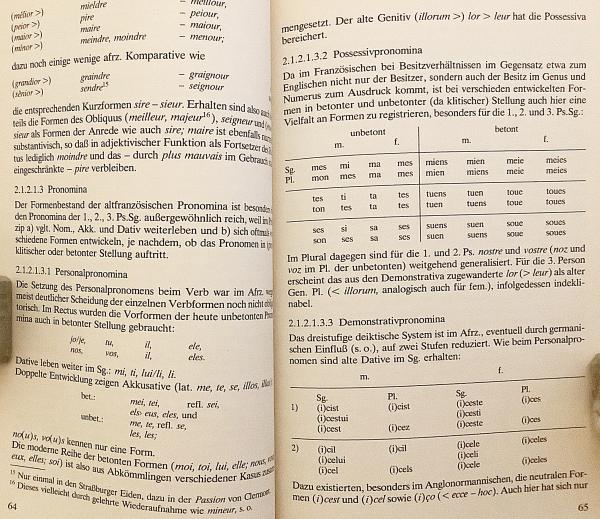 (mélior >) mieldre – meillour,
(péior >) pire – peiour,
(maior >) maire – maiour,
(minor >) meindre, moindre – menour;
dazu noch einige wenige afrz. Komparative wie
(grandior >) graindre – graignour
(sénior >) sendre¹⁵ – seignour
die entsprechenden Kurzformen sire – sieur. Erhalten sind also auch
teils die Formen des Obliquus (meilleur, majeur¹⁶), seigneur und
sieur als Formen der Anrede wie auch sire; maire ist ebenfalls
substantivisch, so daß in adjektivischer Funktion als Fortsetzer des
tus lediglich moindre und das – durch plus mauvais im Gebrauch
eingeschränkte – pire verbleiben.
2.1.2.1.3 Pronomina
Der Formenbestand der altfranzösischen Pronomina ist besonders
den Pronomina der 1., 2., 3. Ps.Sg. außergewöhnlich reich, weil in
zip a) vglt. Nom., Akk. und Dativ weiterleben und b) sich oftmals
schiedene Formen entwickeln, je nachdem, ob das Pronomen in
klitischer oder betonter Stellung auftritt.
2.1.2.1.3.1 Personalpronomina
Die Setzung des Personalpronomens beim Verb war im Afrz.
meist deutlicher Scheidung der einzelnen Verbformen noch nicht
torisch. Im Rectus wurden die Vorformen der heute unbetonten
mina auch in betonter Stellung gebraucht:
jo/je, tu, il, ele,
nos, vos, il, eles.
Dative leben weiter im Sg.: mi, ti, lui/li, li.
Doppelte Entwicklung zeigen Akkusative (lat. me, te, se, illos,
bet.: mei, tei, refl. sei,
els> eus, eles, und
unbet.: me, te, refl. se,
les, les;
no(u)s, vo(u)s kennen nur eine Form.
Die moderne Reihe der betonten Formen (moi, toi, lui, elle; nous,
eux, elles; soi) ist also aus Abkömmlingen verschiedener Kasus
¹⁵ Nur einmal in den Straßburger Eiden, dazu in der Passion von Clermont.
¹⁶ Dieses vielleicht durch gelehrte Wiederaufnahme wie mineur, s. o.
64
mengesetzt. Der alte Genitiv (illorum >) lor > leur hat die Possessiva
bereichert.
2.1.2.1.3.2 Possessivpronomina
Da im Französischen bei Besitzverhältnissen im Gegensatz etwa zum
Englischen nicht nur der Besitzer, sondern auch der Besitz im Genus und
Numerus zum Ausdruck kommt, ist bei verschieden entwickelten For-
men in betonter und unbetonter (da klitischer) Stellung auch hier eine
Vielfalt an Formen zu registrieren, besonders für die 1., 2. und 3. Ps.Sg.:
unbetont betont
m. f. m. f.
Sg. mes mi ma mes miens mien meie meies
Pl. mon mes ma mes mien miens meie meies
tes ti ta tes tuens tuen toue toues
ton tes ta tes tuen tuens toue toues
ses si sa ses suens suen soue soues
son ses sa ses suen suens soue soues
Im Plural dagegen sind für die 1. und 2. Ps. nostre und vostre (noz und
voz im Pl. der unbetonten) weitgehend generalisiert. Für die 3. Person
erscheint das aus den Demonstrativa zugewanderte lor (> leur) als alter
Gen. Pl. (< illorum, analogisch auch für fem.), infolgedessen indekli-
nabel.
2.1.2.1.3.3 Demonstrativpronomina
Das dreistufige deiktische System ist im Afrz., eventuell durch germani-
schen Einfluß (s. o.), auf zwei Stufen reduziert. Wie beim Personalpro-
nomen sind alte Dative im Sg. erhalten:
m. f.
Sg. Pl. Sg. Pl.
1) (i)cist (i)cist (i)ceste (i)ces
(i)cestui (i)cesti
(i)cest (i)cez (i)ceste (i)ces
2) (i)cil (i)cil (i)cele (i)celes
(i)celui (i)celi
(i)cel (i)cels (i)cele (i)celes
Dazu existierten, besonders im Anglonormannischen, die neutralen For-
men (i)cest und (i)cel sowie (i)ço (< ecce – hoc). Auch hier hat sich nur
65